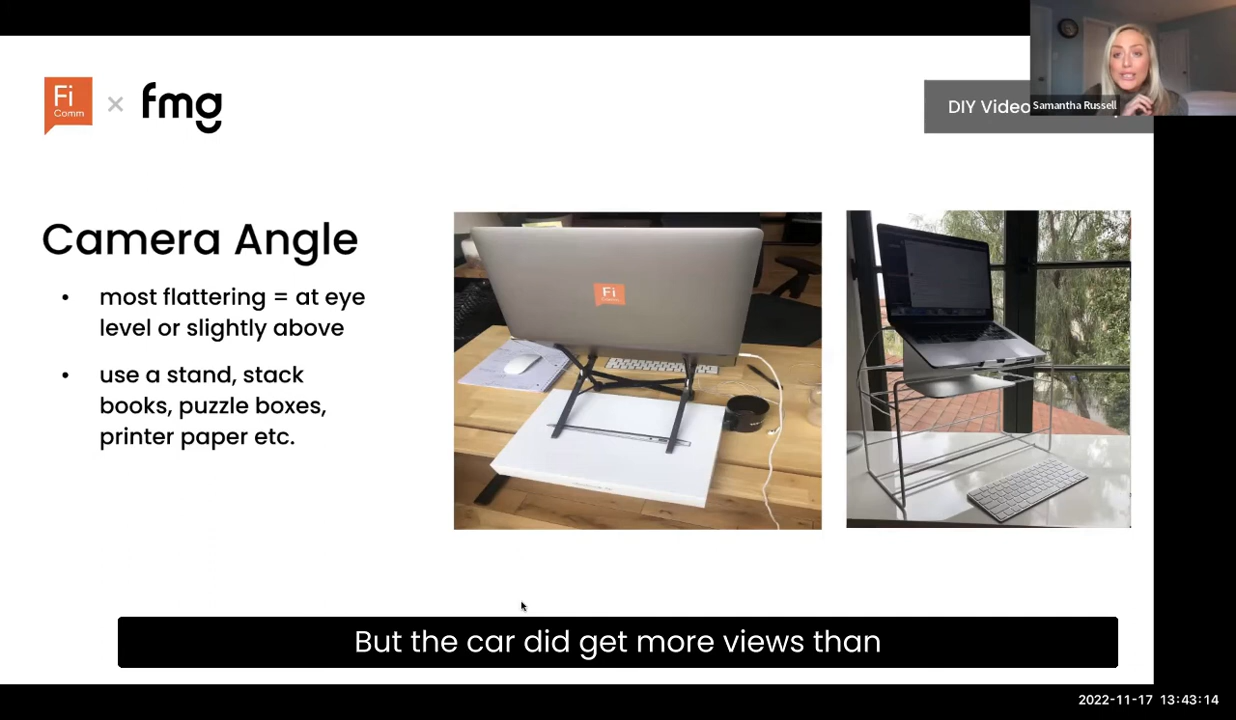 Fi
Comm
×
fmg
DIY Video
Samantha Russell
Camera Angle
• most flattering = at eye
level or slightly above
• use a stand, stack
books, puzzle boxes,
printer paper etc.
Fi
But the car did get more views than
2022-11-17 13:43:14